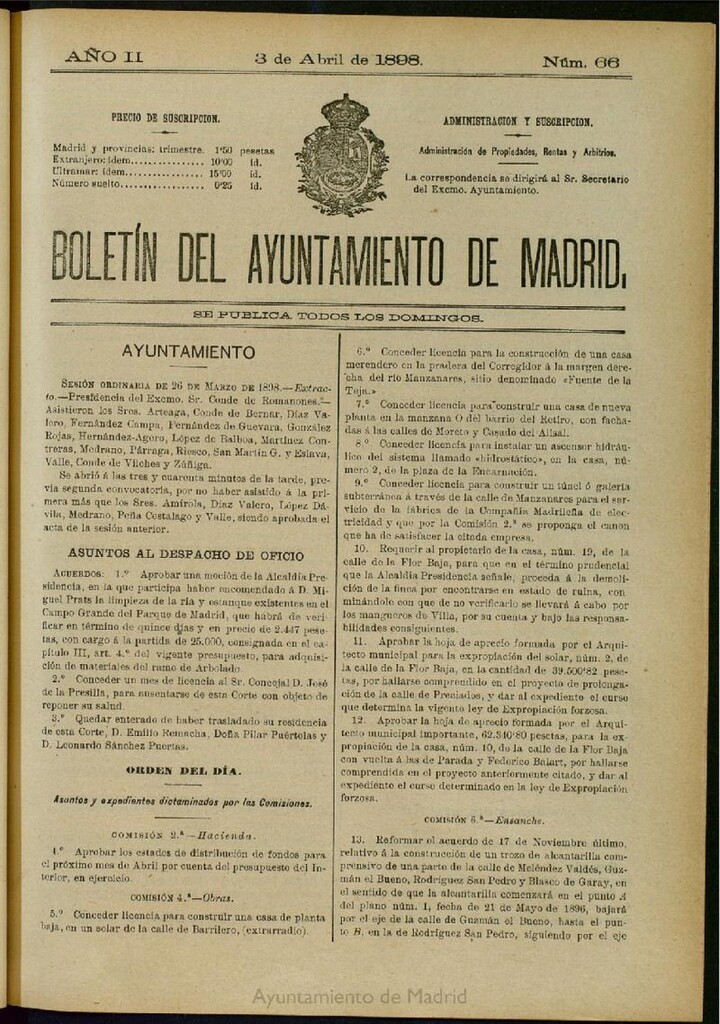 AÑO II
3 de Abril de 1898.
Núm. 66
PRECIO DE SUSCRIPCION.
Madrid y provincias: trimestre. 1'50 pesetas
Extranjero: ídem.............. 10'00 íd.
Ultramar: ídem.............. 15'00 íd.
Número suelto.............. 0'25 íd.
ADMINISTRACION Y SUSCRIPCION.
Administración de Propiedades, Rentas y Arbitrios.
La correspondencia se dirigirá al Sr. Secretario
del Excmo. Ayuntamiento.
BOLETÍN DEL AYUNTAMIENTO DE MADRID.
SE PUBLICA TODOS LOS DOMINGOS.
AYUNTAMIENTO
SESIÓN ORDINARIA DE 26 DE MARZO DE 1898.—Extrac-
to.—Presidencia del Excmo. Sr. Conde de Romanones.—
Asistieron los Sres. Arteaga, Conde de Bernar, Díaz Va-
lero, Fernández Campa, Fernández de Guevara, González
Rojas, Hernández-Agero, López de Balboa, Martínez Con-
treras, Medrano, Párraga, Riesco, San Martín G. y Eslava,
Valle, Conde de Vilches y Zúñiga.
Se abrió á las tres y cuarenta minutos de la tarde, pre-
via segunda convocatoria, por no haber asistido á la pri-
mera más que los Sres. Amirola, Díaz Valero, López Dá-
vila, Medrano, Peña Costalago y Valle, siendo aprobada el
acta de la sesión anterior.
ASUNTOS AL DESPACHO DE OFICIO
ACUERDOS: 1.º Aprobar una moción de la Alcaldía Pre-
sidencia, en la que participa haber encomendado á D. Mi-
guel Prats la limpieza de la ría y estanque existentes en el
Campo Grande del Parque de Madrid, que habrá de veri-
ficar en término de quince días y en precio de 2.447 pese-
tas, con cargo á la partida de 25.000, consignada en el ca-
pítulo III, art. 4.º del vigente presupuesto, para adquisi-
ción de materiales del ramo de Arbolado.
2.º Conceder un mes de licencia al Sr. Concejal D. José
de la Presilla, para ausentarse de esta Corte con objeto de
reponer su salud.
3.º Quedar enterado de haber trasladado su residencia
de esta Corte, D. Emilio Remacha, Doña Pilar Puértolas y
D. Leonardo Sánchez Puertas.
ORDEN DEL DÍA.
Asuntos y expedientes dictaminados por las Comisiones.
COMISIÓN 2.ª—Hacienda.
4.º Aprobar los estados de distribución de fondos para
el próximo mes de Abril por cuenta del presupuesto del In-
terior, en ejercicio.
COMISIÓN 4.ª—Obras.
5.º Conceder licencia para construir una casa de planta
baja, en un solar de la calle de Barrilero, (extrarradio).
6.º Conceder licencia para la construcción de una casa
merendero en la pradera del Corregidor á la margen dere-
cha del río Manzanares, sitio denominado «Fuente de la
Teja.»
7.º Conceder licencia para construir una casa de nueva
planta en la manzana O del barrio del Retiro, con facha-
das á las calles de Moreto y Casado del Alisal.
8.º Conceder licencia para instalar un ascensor hidráu-
lico del sistema llamado «hidrostático», en la casa, nú-
mero 2, de la plaza de la Encarnación.
9.º Conceder licencia para construir un túnel ó galería
subterránea á través de la calle de Manzanares para el ser-
vicio de la fábrica de la Compañía Madrileña de elec-
tricidad y que por la Comisión 2.ª se proponga el canon
que ha de satisfacer la citada empresa.
10. Requerir al propietario de la casa, núm. 19, de la
calle de la Flor Baja, para que en el término prudencial
que la Alcaldía Presidencia señale, proceda á la demoli-
ción de la finca por encontrarse en estado de ruina, con
minándole con que de no verificarlo se llevará á cabo por
los mangueros de Villa, por su cuenta y bajo las responsa-
bilidades consiguientes.
11. Aprobar la hoja de aprecio formada por el Arqui-
tecto municipal para la expropiación del solar, núm. 2, de
la calle de la Flor Baja, en la cantidad de 39.500'82 pese-
tas, por hallarse comprendido en el proyecto de prolonga-
ción de la calle de Preciados, y dar al expediente el curso
que determina la vigente ley de Expropiación forzosa.
12. Aprobar la hoja de aprecio formada por el Arqui-
tecto municipal importante, 62.340'80 pesetas, para la ex-
propiación de la casa, núm. 10, de la calle de la Flor Baja
con vuelta á las de Parada y Federico Balart, por hallarse
comprendida en el proyecto anteriormente citado, y dar al
expediente el curso determinado en la ley de Expropiación
forzosa.
COMISIÓN 6.ª—Ensanche.
13. Reformar el acuerdo de 17 de Noviembre último,
relativo á la construcción de un trozo de alcantarilla com-
prensivo de una parte de la calle de Meléndez Valdés, Guz-
mán el Bueno, Rodríguez San Pedro y Blasco de Garay, en
el sentido de que la alcantarilla comenzará en el punto A
del plano núm. 1, fecha de 21 de Mayo de 1896, bajará
por el eje de la calle de Guzmán el Bueno, hasta el pun-
to B. en la de Rodríguez San Pedro, siguiendo por el eje
Ayuntamiento de Madrid